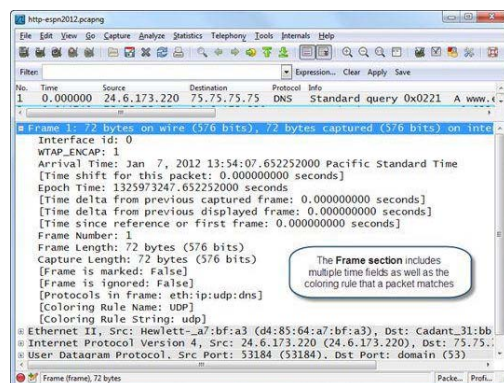 http-espn2012.pcapng
File Edit View Go Capture Analyze Statistics Telephony Tools Internals Help
Filter: Expression... Clear Apply Save
No. Time Source Destination Protocol Info
1 0.000000 24.6.173.220 75.75.75.75 DNS Standard query 0x0221 A www.e
Frame 1: 72 bytes on wire (576 bits), 72 bytes captured (576 bits) on inte
Interface id: 0
WTAP_ENCAP: 1
Arrival Time: Jan 7, 2012 13:54:07.652252000 Pacific Standard Time
[Time shift for this packet: 0.000000000 seconds]
Epoch Time: 1325973247.652252000 seconds
[Time delta from previous captured frame: 0.000000000 seconds]
[Time delta from previous displayed frame: 0.000000000 seconds]
[Time since reference or first frame: 0.000000000 seconds]
Frame Number: 1
Frame Length: 72 bytes (576 bits)
Capture Length: 72 bytes (576 bits)
[Frame is marked: False]
[Frame is ignored: False]
[Protocols in frame: eth:ip:udp:dns]
[Coloring Rule Name: UDP]
[Coloring Rule String: udp]
The Frame section includes
multiple time fields as well as the
coloring rule that a packet matches
Ethernet II, Src: Hewlett-_a7:bf:a3 (d4:85:64:a7:bf:a3), Dst: Cadant_31:bb
Internet Protocol Version 4, Src: 24.6.173.220 (24.6.173.220), Dst: 75.75.
User Datagram Protocol, Src Port: 53184 (53184), Dst Port: domain (53)
Frame (frame), 72 bytes Packe... Profi...